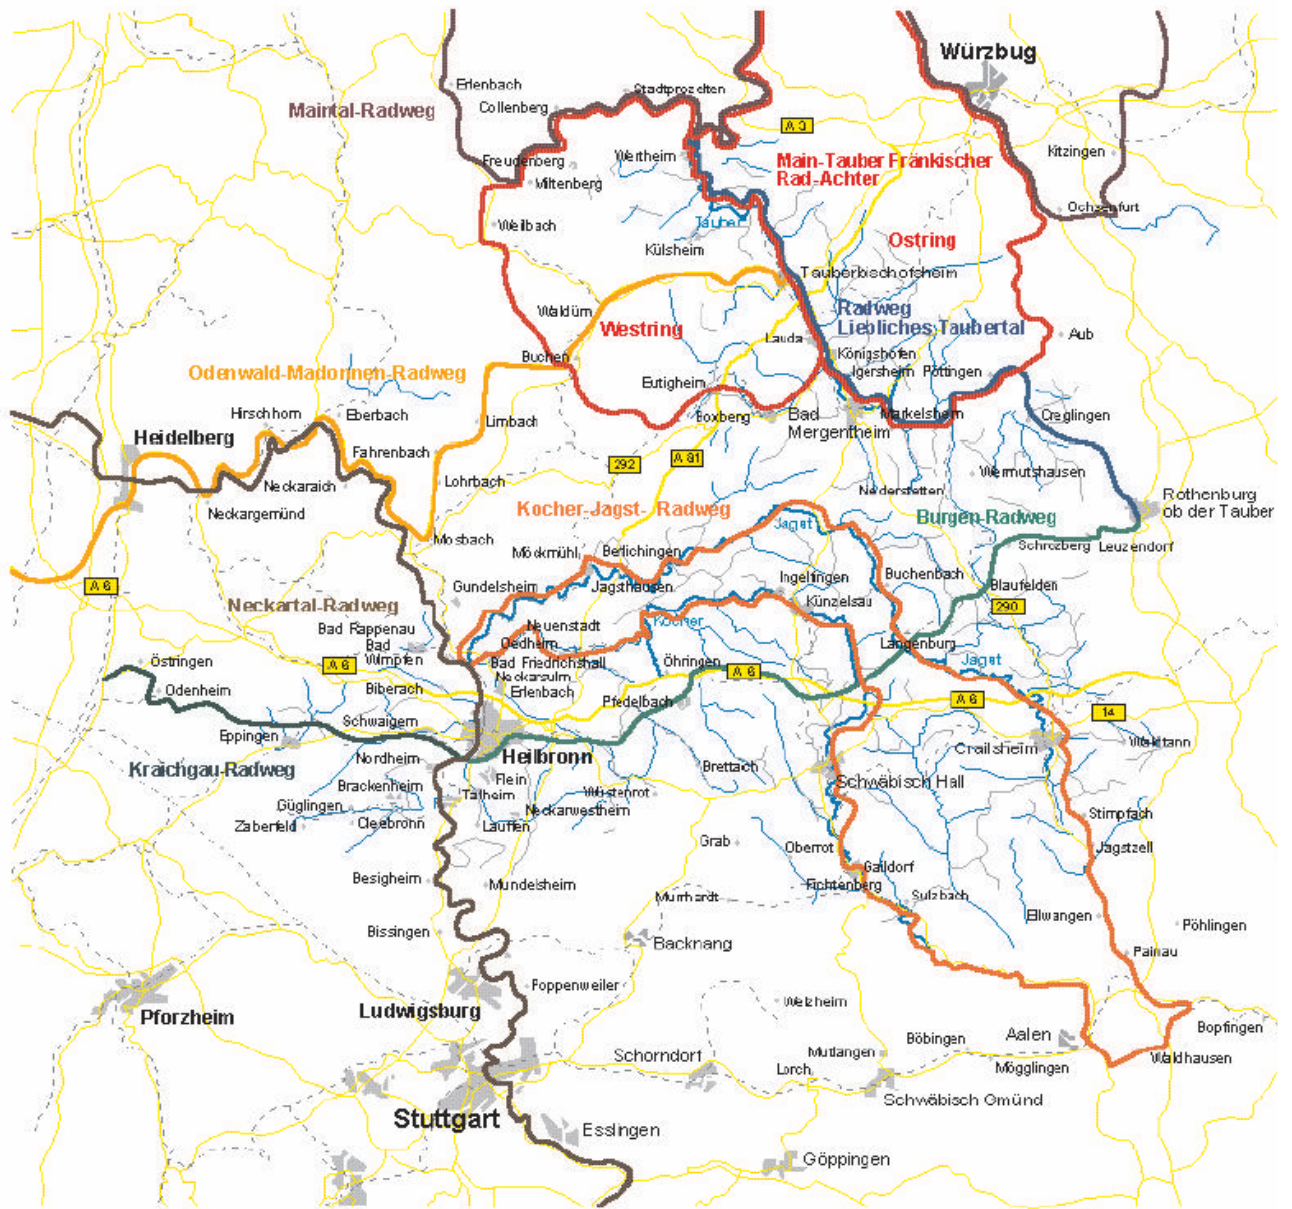 Würzbug
Erlenbach
Stadtprozelten
Maintal-Radweg
Collenberg
A 3
Kitzingen
Wertheim
Freudenberg
Main-Tauber Fränkischer
Rad-Achter
Miltenberg
Ochsenfurt
Weilbach
Tauber
Külsheim
Ostring
Tauberbischofsheim
Walldürn
Radweg
Liebliches Taubertal
Westring
Lauda
Aub
Buchen
Königshofen
Igersheim
Pöttingen
Odenwald-Madonnen-Radweg
Eutigheim
Hirschhorn
Eberbach
Limbach
Boxberg
Bad
Mergentheim
Markelsheim
Creglingen
Heidelberg
Fahrenbach
292
A 81
Wermutshausen
Neckaraich
Lohrbach
Niederstetten
Rothenburg
ob der Tauber
Neckargemünd
Kocher-Jagst- Radweg
Jagst
Burgen-Radweg
Mosbach
Möckmühl
Berlichingen
Schrozberg
Leuzendorf
A 6
Gundelsheim
Jagsthausen
Ingelfingen
Buchenbach
Blaufelden
Neckartal-Radweg
Künzelsau
290
Bad Rappenau
Neuenstadt
Kocher
Bad
Wimpfen
Oedheim
Langenburg
Östringen
A 6
Bad Friedrichshall
Öhringen
A 6
Jagst
Neckarsulm
Odenheim
Biberach
Erlenbach
Pfedelbach
A 6
14
Schwaigern
Eppingen
Crailsheim
Waldtann
Kraichgau-Radweg
Nordheim
Heilbronn
Brettach
Flein
Schwäbisch Hall
Brackenheim
Talheim
Wüstenrot
Güglingen
Neckarwestheim
Stimpfach
Zaberfeld
Cleebronn
Lauffen
Grab
Oberrot
Jagstzell
Gaildorf
Besigheim
Mundelsheim
Fichtenberg
Murrhardt
Sulzbach
Ellwangen
Pöhlingen
Bissingen
Backnang
Painau
Poppenweiler
Pforzheim
Ludwigsburg
Welzheim
Bopfingen
Aalen
Böbingen
Schorndorf
Mutlangen
Waldhausen
Lorch
Mögglingen
Schwäbisch Gmünd
Stuttgart
Esslingen
Göppingen